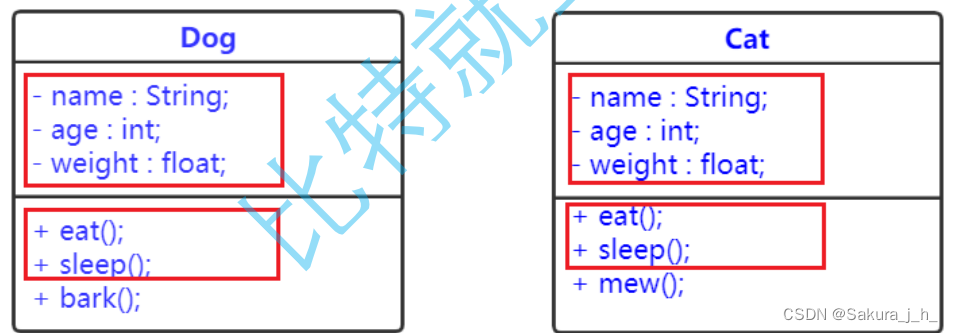 Dog
- name : String;
- age : int;
- weight : float;
+ eat();
+ sleep();
+ bark();
Cat
- name : String;
- age : int;
- weight : float;
+ eat();
+ sleep();
+ mew();
比特就
CSDN @Sakura_j_h_